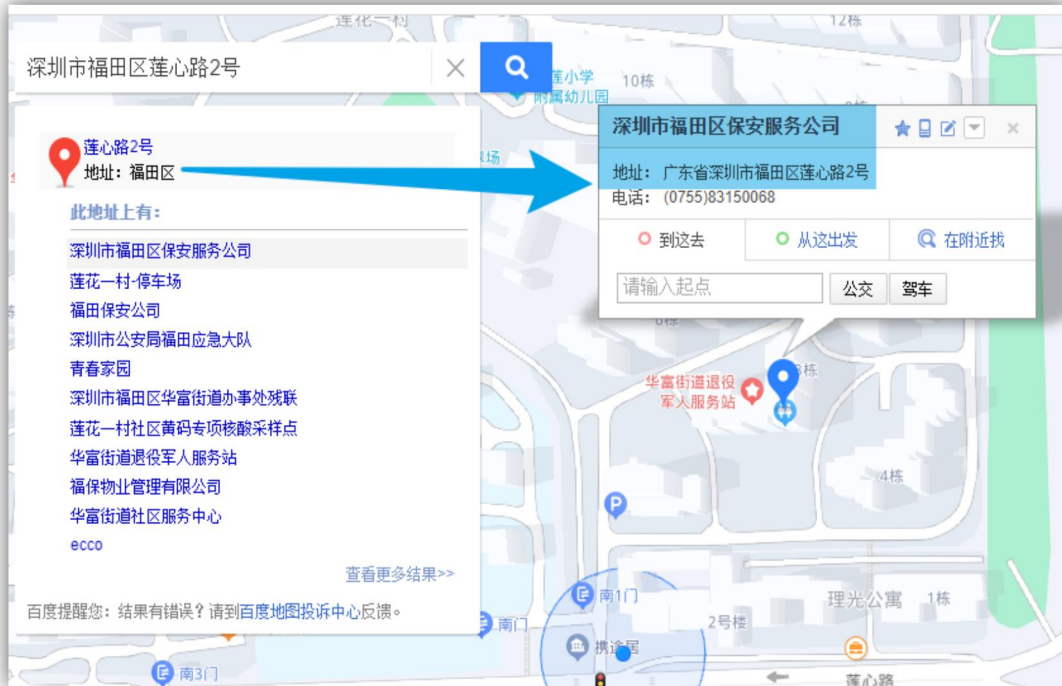 莲花一村
12栋
深圳市福田区莲心路2号
莲小学
附属幼儿园
10栋
莲心路2号
地址：福田区
此地址上有：
深圳市福田区保安服务公司
莲花一村-停车场
福田保安公司
深圳市公安局福田应急大队
青春家园
深圳市福田区华富街道办事处残联
莲花一村社区黄码专项核酸采样点
华富街道退役军人服务站
福保物业管理有限公司
华富街道社区服务中心
ecco
查看更多结果>>
百度提醒您：结果有错误？请到百度地图投诉中心反馈。
深圳市福田区保安服务公司
地址： 广东省深圳市福田区莲心路2号
电话： (0755)83150068
到这去
从这出发
在附近找
请输入起点
公交
驾车
华富街道退役
军人服务站
4栋
P
南1门
理光公寓
1栋
2号楼
南门
携途居
南3门
莲心路